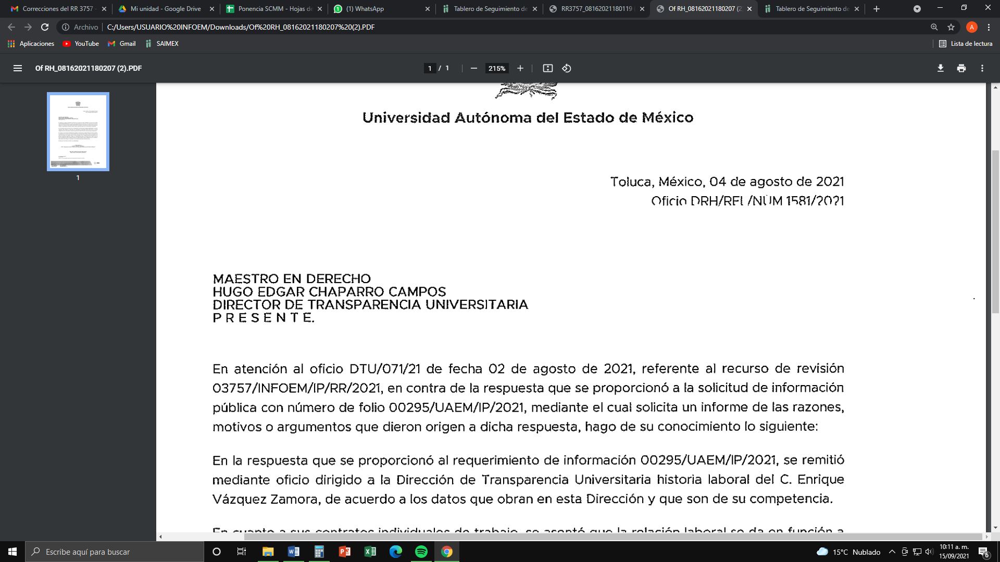 Correcciones del RR 3757 -
Mi unidad - Google Drive
Ponencia SCMM - Hojas de
(1) WhatsApp
Tablero de Seguimiento de
RR3757_08162021180119
Of RH_08162021180207 (2
Tablero de Seguimiento de
Archivo
C:/Users/USUARIO%20INFOEM/Downloads/Of%20RH_08162021180207%20(2).PDF
A
Aplicaciones
YouTube
Gmail
SAIMEX
Lista de lectura
Of RH_08162021180207 (2).PDF
1 / 1
215%
1
Universidad Autónoma del Estado de México
Toluca, México, 04 de agosto de 2021
Oficio DRH/REL/NÚM 1581/2021
MAESTRO EN DERECHO
HUGO EDGAR CHAPARRO CAMPOS
DIRECTOR DE TRANSPARENCIA UNIVERSITARIA
P R E S E N T E.
En atención al oficio DTU/071/21 de fecha 02 de agosto de 2021, referente al recurso de revisión
03757/INFOEM/IP/RR/2021, en contra de la respuesta que se proporcionó a la solicitud de información
pública con número de folio 00295/UAEM/IP/2021, mediante el cual solicita un informe de las razones,
motivos o argumentos que dieron origen a dicha respuesta, hago de su conocimiento lo siguiente:
En la respuesta que se proporcionó al requerimiento de información 00295/UAEM/IP/2021, se remitió
mediante oficio dirigido a la Dirección de Transparencia Universitaria historia laboral del C. Enrique
Vázquez Zamora, de acuerdo a los datos que obran en esta Dirección y que son de su competencia.
En cuanto a sus contratos individuales de trabajo, se asentó que la relación laboral se da en función a
Escribe aquí para buscar
15°C Nublado
10:11 a. m.
15/09/2021
6